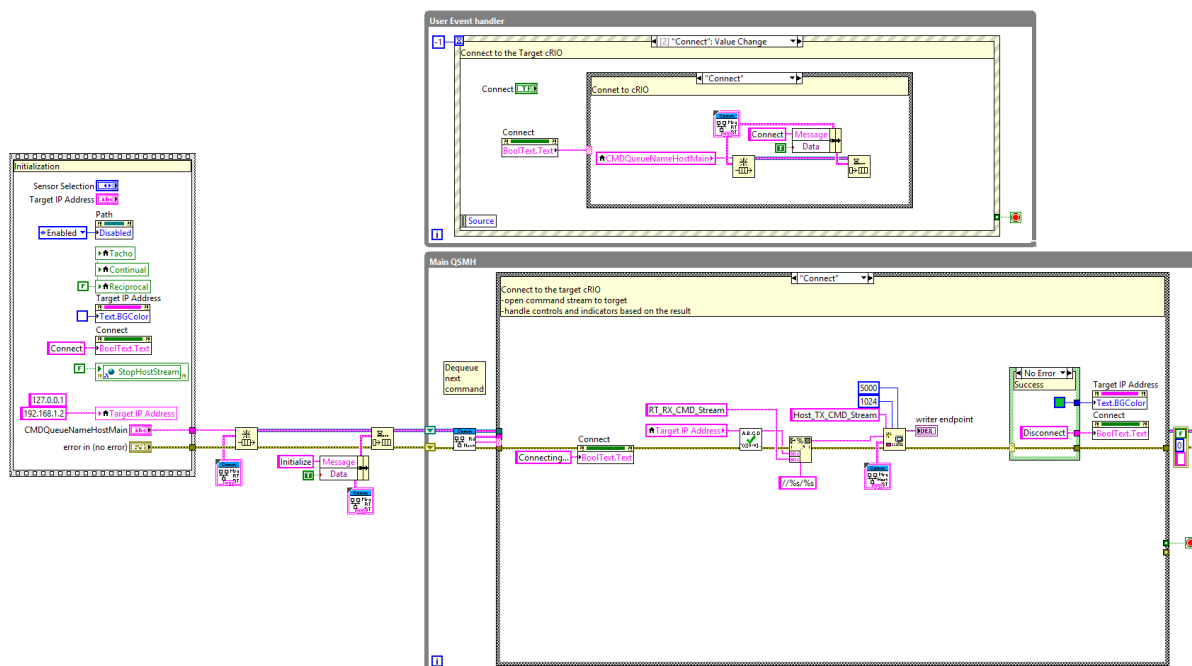 User Event handler
-1
[2] "Connect": Value Change
Connect to the Target cRIO
Connect
TF
"Connect"
Connet to cRIO
Connect
BoolText.Text
Connect
Message
Data
T
CMDQueueNameHostMain
Source
i
Initialization
Sensor Selection
Target IP Address
abc
Path
Enabled
Disabled
Tacho
Continual
F
Reciprocal
Target IP Address
Text.BGColor
Connect
Connect
BoolText.Text
F
StopHostStream
127.0.0.1
192.168.1.2
Target IP Address
CMDQueueNameHostMain
abc
error in (no error)
Initialize
Message
T
Data
Main QSMH
"Connect"
Connect to the target cRIO
-open command stream to torget
-handle controls and indicators based on the result
Dequeue
next
command
Connect
Connecting...
BoolText.Text
RT_RX_CMD_Stream
Target IP Address
A.B.C.D
//%s/%s
5000
1024
Host_TX_CMD_Stream
writer endpoint
No Error
Success
Target IP Address
Text.BGColor
Connect
Disconnect
BoolText.Text
F
0
i